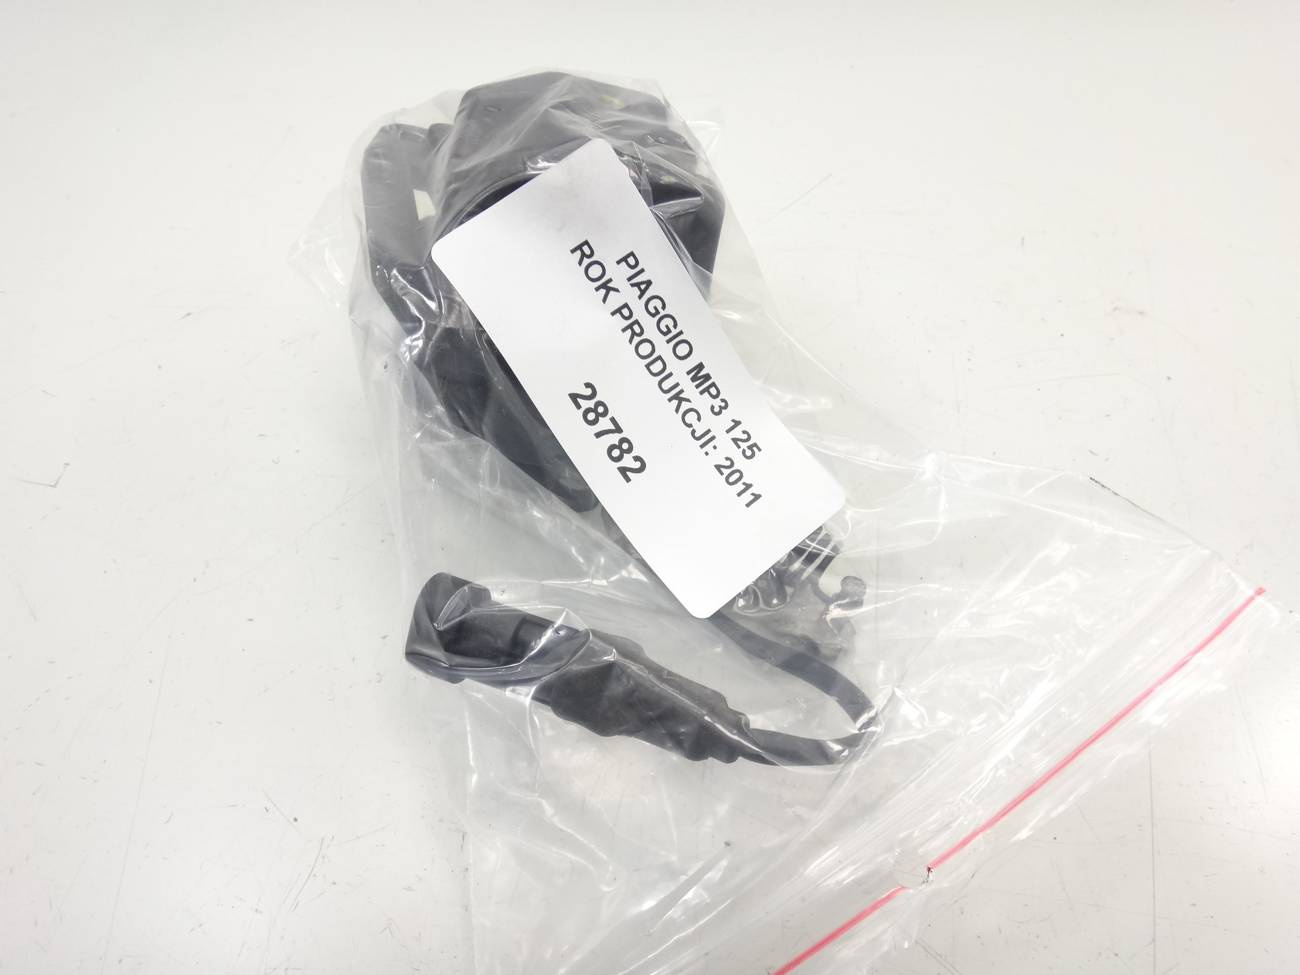 PIAGGIO MP3 125
ROK PRODUKCJI: 2011
28782